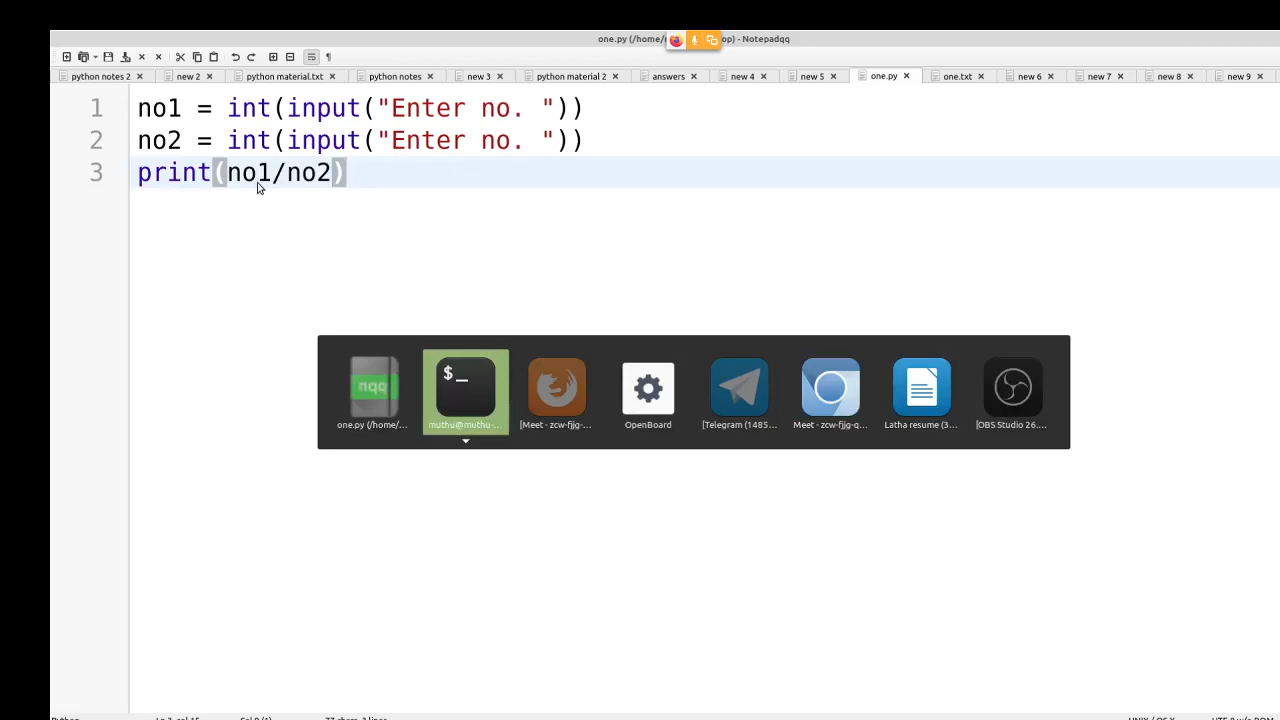 one.py (/home/ op) - Notepadqq
python notes 2 new 2 python material.txt python notes new 3 python material 2 answers new 4 new 5 one.py one.txt new 6 new 7 new 8 new 9
1 no1 = int(input("Enter no. "))
2 no2 = int(input("Enter no. "))
3 print(no1/no2)
$_
nqq
one.py (/home/... muthu@muthu-... [Meet - zcw-fjjg-... OpenBoard [Telegram (1485... Meet - zcw-fjjg-q... Latha resume (3... [OBS Studio 26....